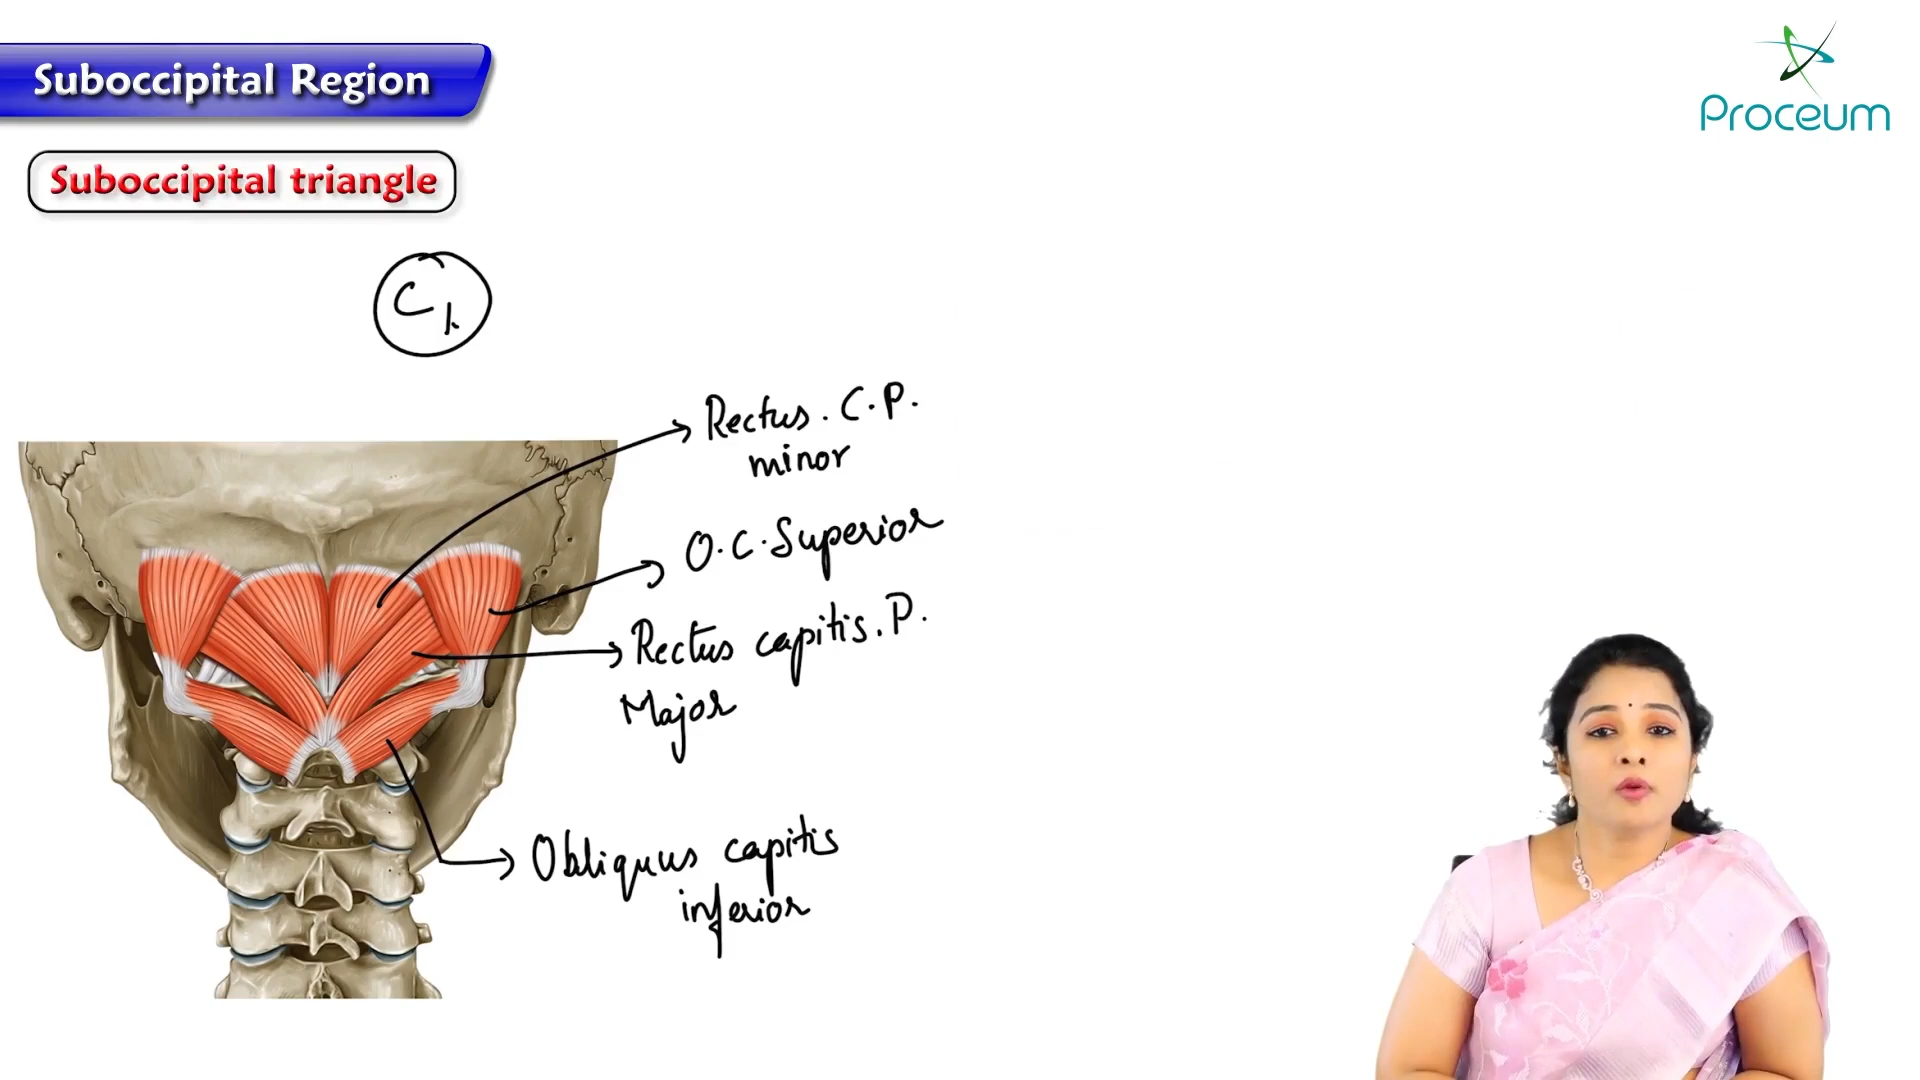 Suboccipital Region
Proceum
Suboccipital triangle
C1
Rectus. C.P.
minor
O.C. Superior
Rectus capitis. P.
Major
Obliquus capitis
inferior